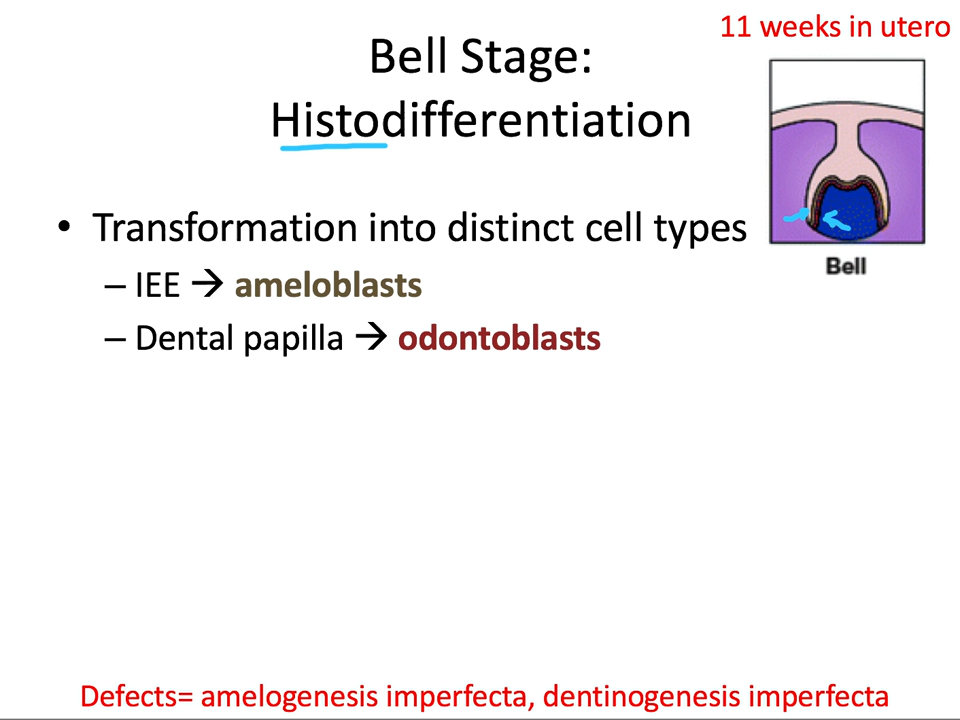 11 weeks in utero
Bell Stage:
Histodifferentiation
• Transformation into distinct cell types
– IEE → ameloblasts
– Dental papilla → odontoblasts
Bell
Defects= amelogenesis imperfecta, dentinogenesis imperfecta